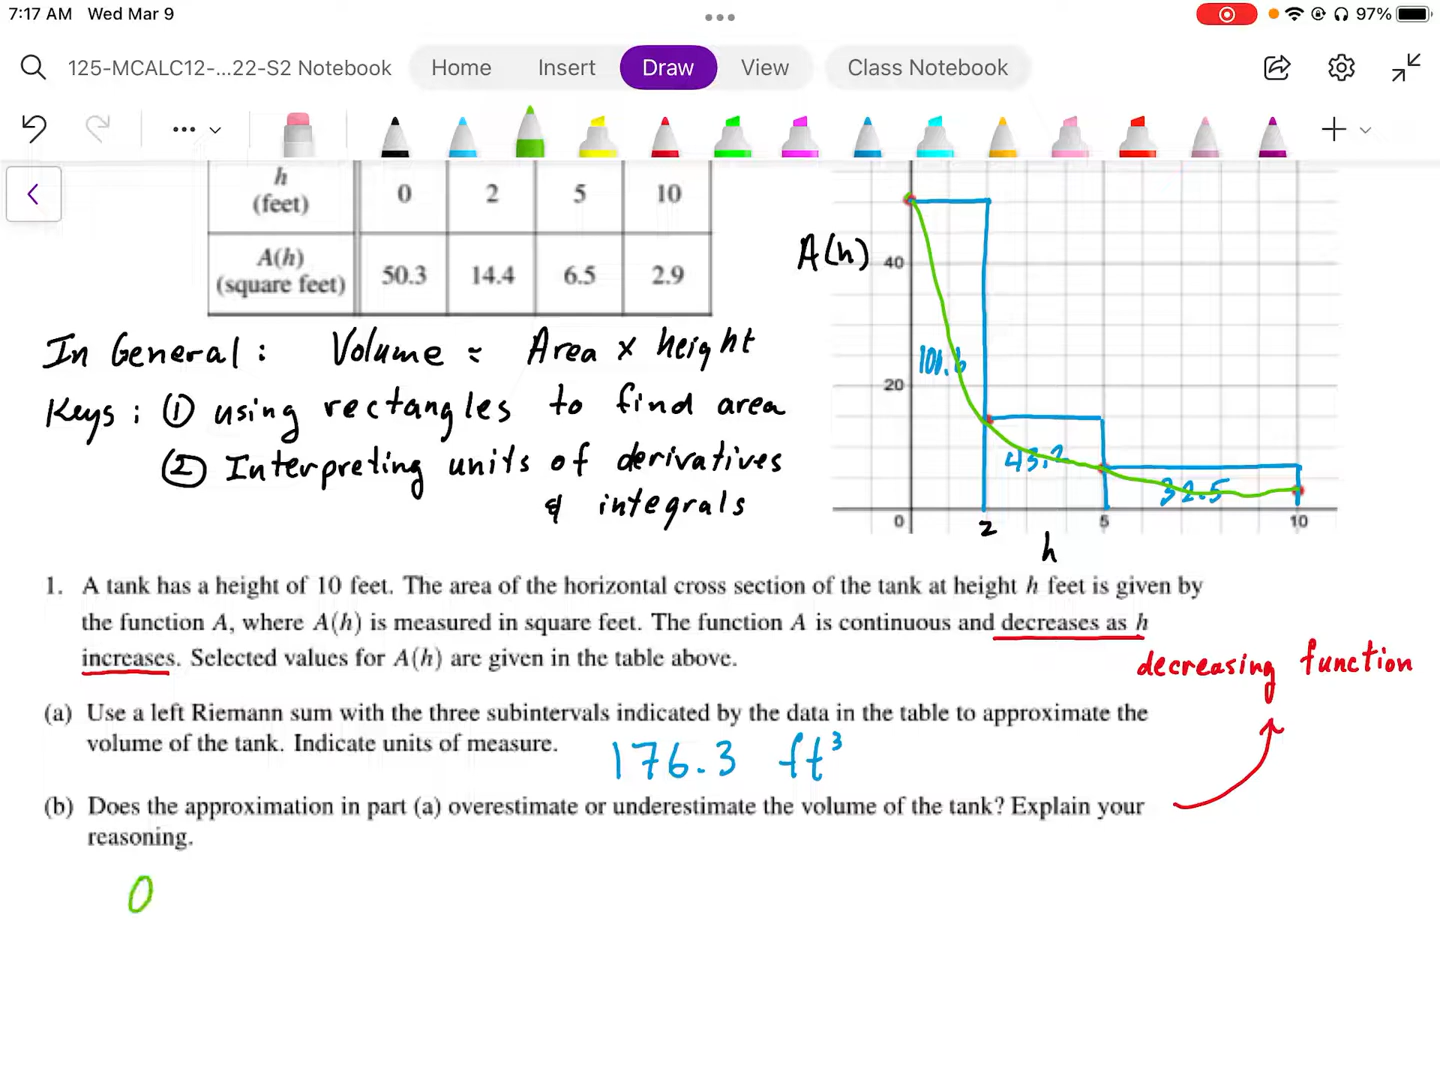 7:17 AM Wed Mar 9
97%
125-MCALC12-...22-S2 Notebook Home Insert Draw View Class Notebook
h (feet) 0 2 5 10
A(h) (square feet) 50.3 14.4 6.5 2.9
A(h) 40
20
0 2 5 10
h
100.6
43.2
32.5
In General: Volume = Area × height
Keys: ① using rectangles to find area
② Interpreting units of derivatives
& integrals
1. A tank has a height of 10 feet. The area of the horizontal cross section of the tank at height h feet is given by
the function A, where A(h) is measured in square feet. The function A is continuous and decreases as h
increases. Selected values for A(h) are given in the table above.
decreasing function
(a) Use a left Riemann sum with the three subintervals indicated by the data in the table to approximate the
volume of the tank. Indicate units of measure.
176.3 ft³
(b) Does the approximation in part (a) overestimate or underestimate the volume of the tank? Explain your
reasoning.
O